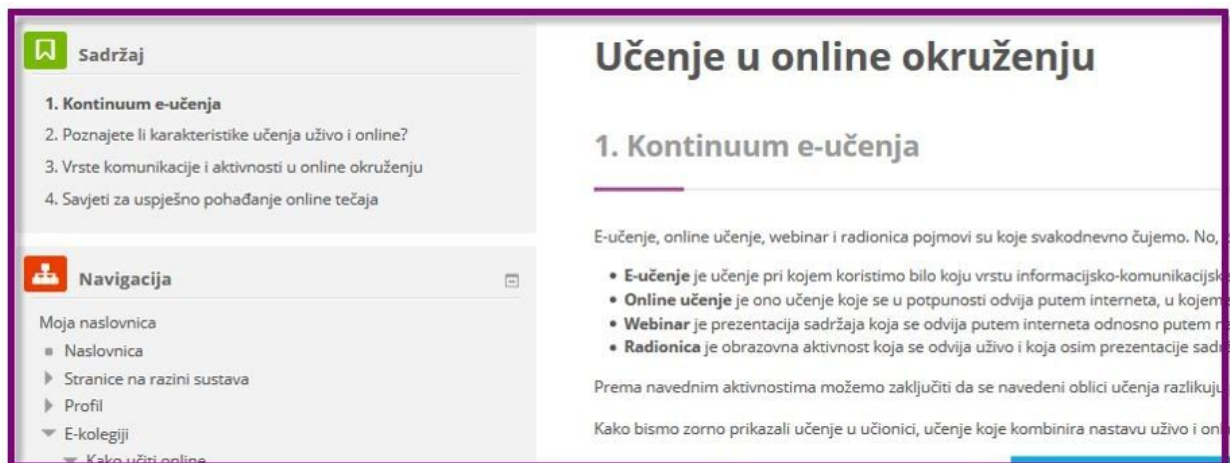 Sadržaj
1. Kontinuum e-učenja
2. Poznajete li karakteristike učenja uživo i online?
3. Vrste komunikacije i aktivnosti u online okruženju
4. Savjeti za uspješno pohađanje online tečaja
Navigacija
Moja naslovnica
Naslovnica
Stranice na razini sustava
Profil
E-kolegiji
Kako učiti online
Učenje u online okruženju
1. Kontinuum e-učenja
E-učenje, online učenje, webinar i radionica pojmovi su koje svakodnevno čujemo. No,
• E-učenje je učenje pri kojem koristimo bilo koju vrstu informacijsko-komunikacijsk
• Online učenje je ono učenje koje se u potpunosti odvija putem interneta, u kojem
• Webinar je prezentacija sadržaja koja se odvija putem interneta odnosno putem
• Radionica je obrazovna aktivnost koja se odvija uživo i koja osim prezentacije
Prema navednim aktivnostima možemo zaključiti da se navedeni oblici učenja razlikuju
Kako bismo zorno prikazali učenje u učionici, učenje koje kombinira nastavu uživo i